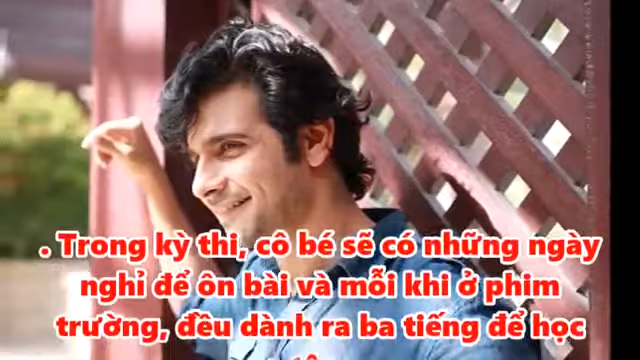 . Trong kỳ thi, cô bé sẽ có những ngày
nghỉ để ôn bài và mỗi khi ở phim
trường, đều dành ra ba tiếng để học